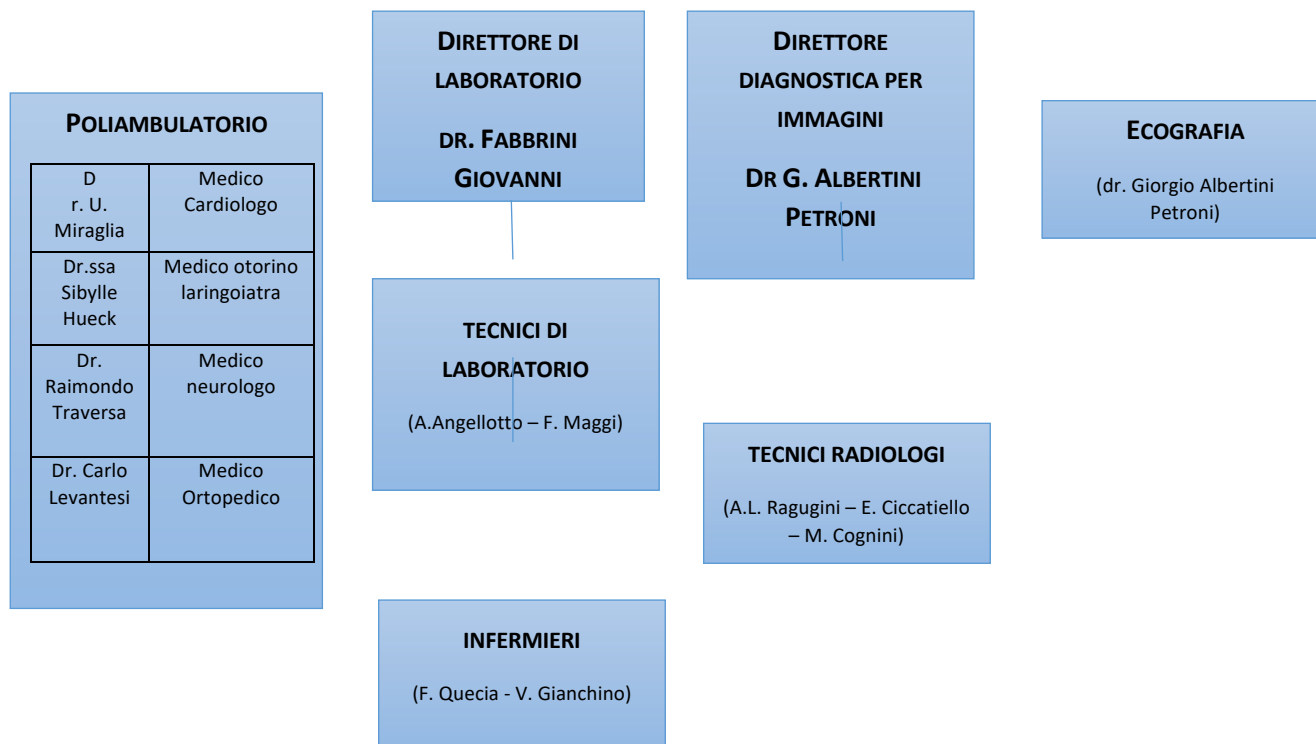 POLIAMBULATORIO
D
r. U.
Miraglia
Medico
Cardiologo
Dr.ssa
Sibylle
Hueck
Medico otorino
laringoiatra
Dr.
Raimondo
Traversa
Medico
neurologo
Dr. Carlo
Levantesi
Medico
Ortopedico
DIRETTORE DI
LABORATORIO
DR. FABBRINI
GIOVANNI
TECNICI DI
LABORATORIO
(A.Angellotto – F. Maggi)
INFERMIERI
(F. Quecia - V. Gianchino)
DIRETTORE
DIAGNOSTICA PER
IMMAGINI
DR G. ALBERTINI
PETRONI
TECNICI RADIOLOGI
(A.L. Ragugini – E. Ciccatiello
– M. Cognini)
ECOGRAFIA
(dr. Giorgio Albertini
Petroni)